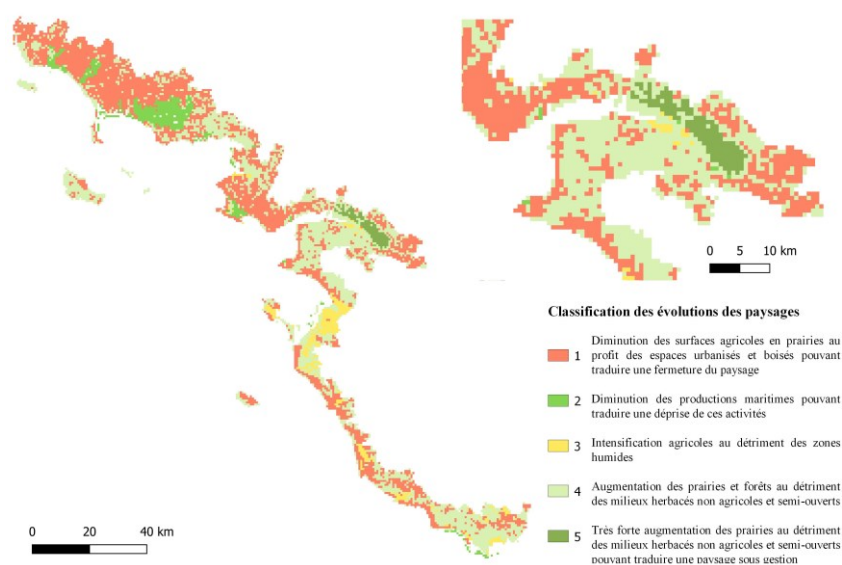 0 5 10 km
Classification des évolutions des paysages
1 Diminution des surfaces agricoles en prairies au
profit des espaces urbanisés et boisés pouvant
traduire une fermeture du paysage
2 Diminution des productions maritimes pouvant
traduire une déprise de ces activités
3 Intensification agricoles au détriment des zones
humides
4 Augmentation des prairies et forêts au détriment
des milieux herbacés non agricoles et semi-ouverts
5 Très forte augmentation des prairies au détriment
des milieux herbacés non agricoles et semi-ouverts
pouvant traduire une paysage sous gestion
0 20 40 km